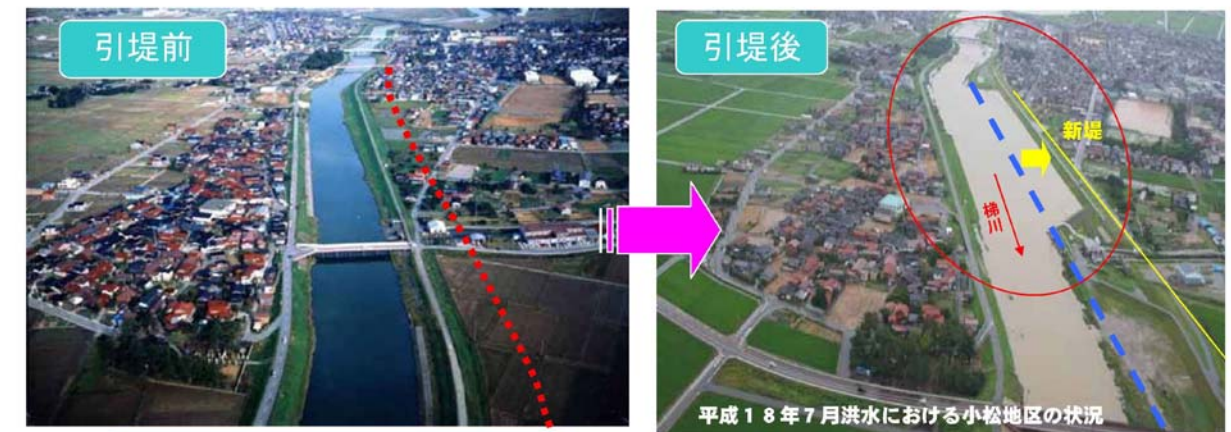 引堤前
引堤後
新堤
梯川
平成18年7月洪水における小松地区の状況